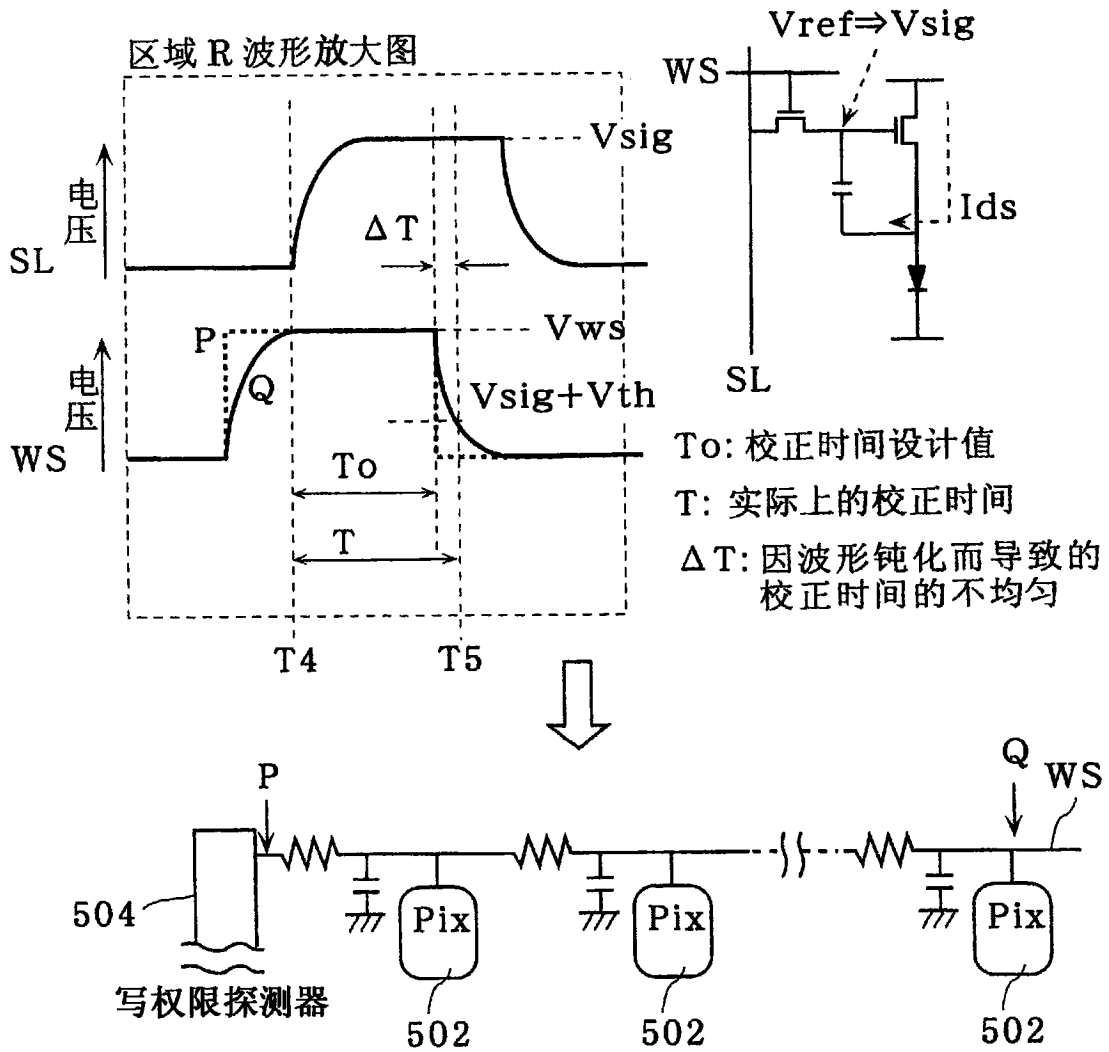 区域 R 波形放大图
Vref⇒Vsig
WS
Vsig
电压
ΔT
Ids
SL
P
Vws
SL
电压
Q
Vsig+Vth
WS
To
To: 校正时间设计值
T
T: 实际上的校正时间
ΔT: 因波形钝化而导致的
校正时间的不均匀
T4
T5
P
Q
WS
504
Pix
Pix
Pix
写权限探测器
502
502
502